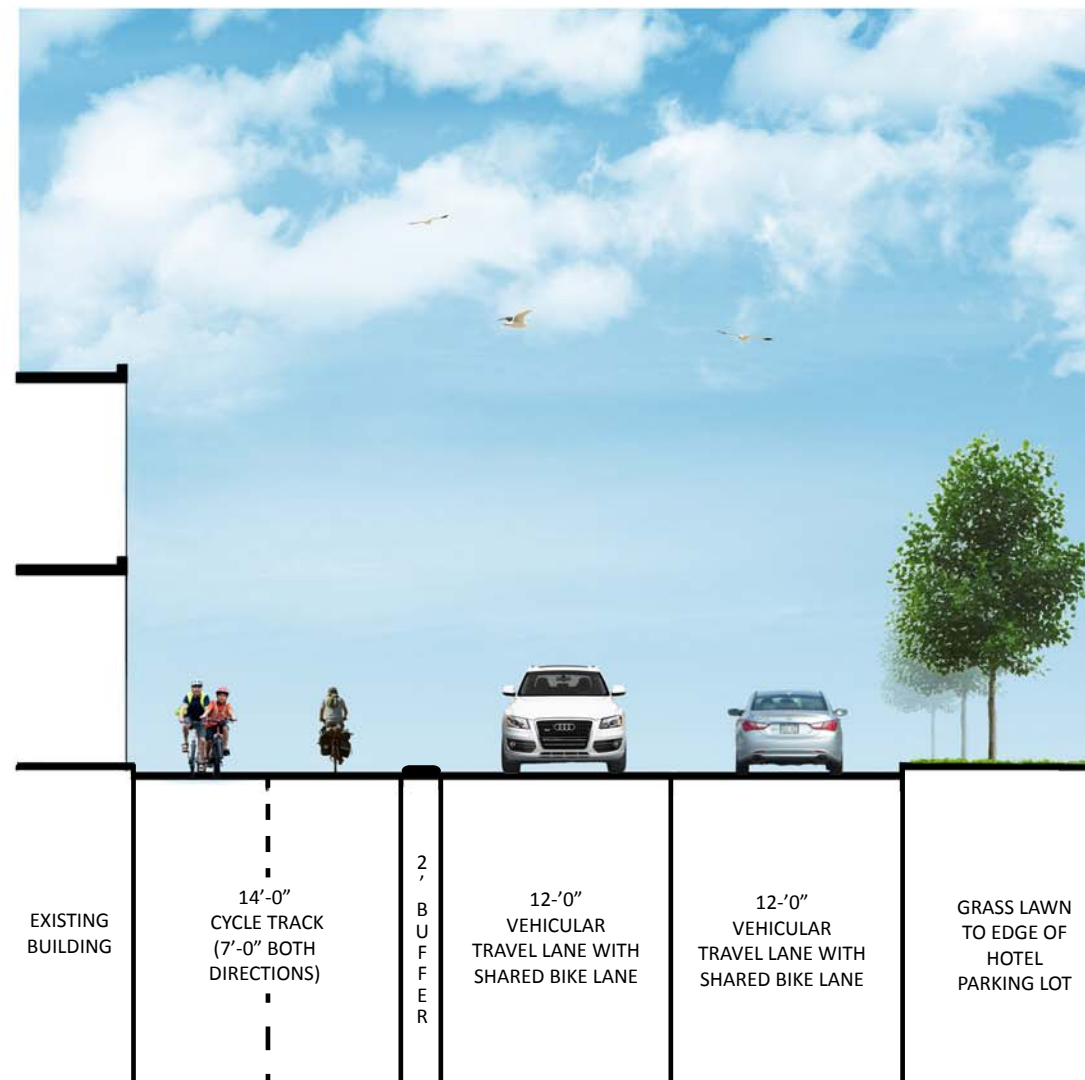 EXISTING
BUILDING
14’-0”
CYCLE TRACK
(7’-0” BOTH
DIRECTIONS)
2’ BUFFER
12-’0”
VEHICULAR
TRAVEL LANE WITH
SHARED BIKE LANE
12-’0”
VEHICULAR
TRAVEL LANE WITH
SHARED BIKE LANE
GRASS LAWN
TO EDGE OF
HOTEL
PARKING LOT